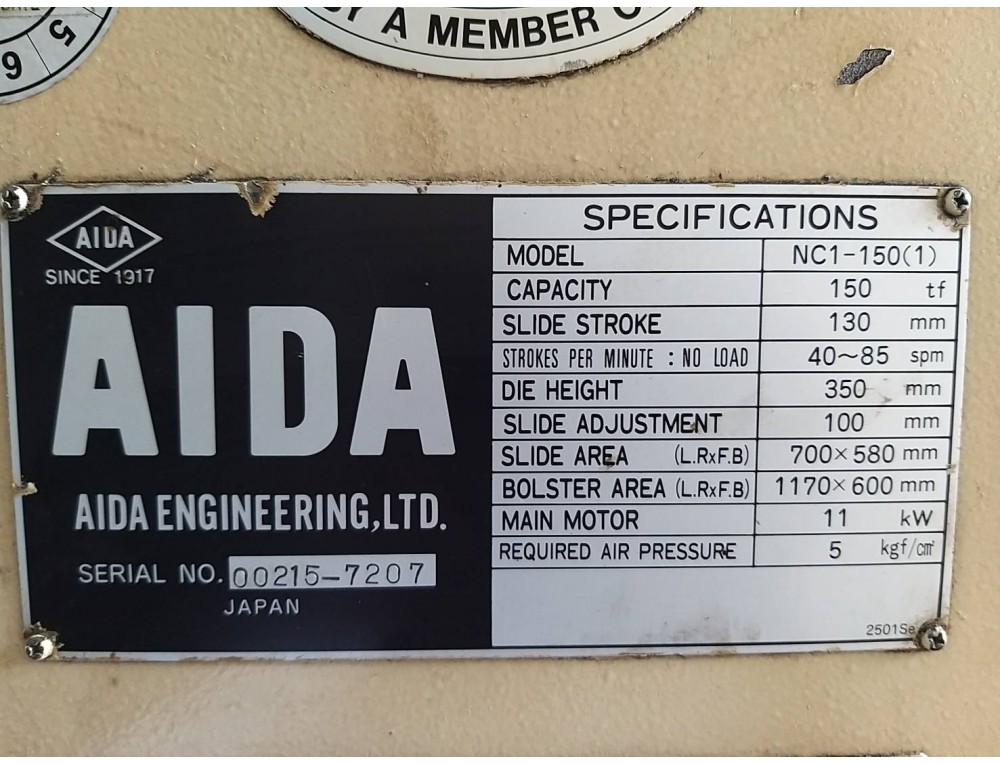 5
6
A MEMBER
AIDA
SINCE 1917
AIDA
AIDA ENGINEERING,LTD.
SERIAL NO. 00215-7207
JAPAN
SPECIFICATIONS
MODEL NC1-150(1)
CAPACITY 150 tf
SLIDE STROKE 130 mm
STROKES PER MINUTE : NO LOAD 40~85 spm
DIE HEIGHT 350 mm
SLIDE ADJUSTMENT 100 mm
SLIDE AREA (L.RxF.B) 700×580 mm
BOLSTER AREA (L.RxF.B) 1170×600 mm
MAIN MOTOR 11 kW
REQUIRED AIR PRESSURE 5 kgf/cm²
2501Se